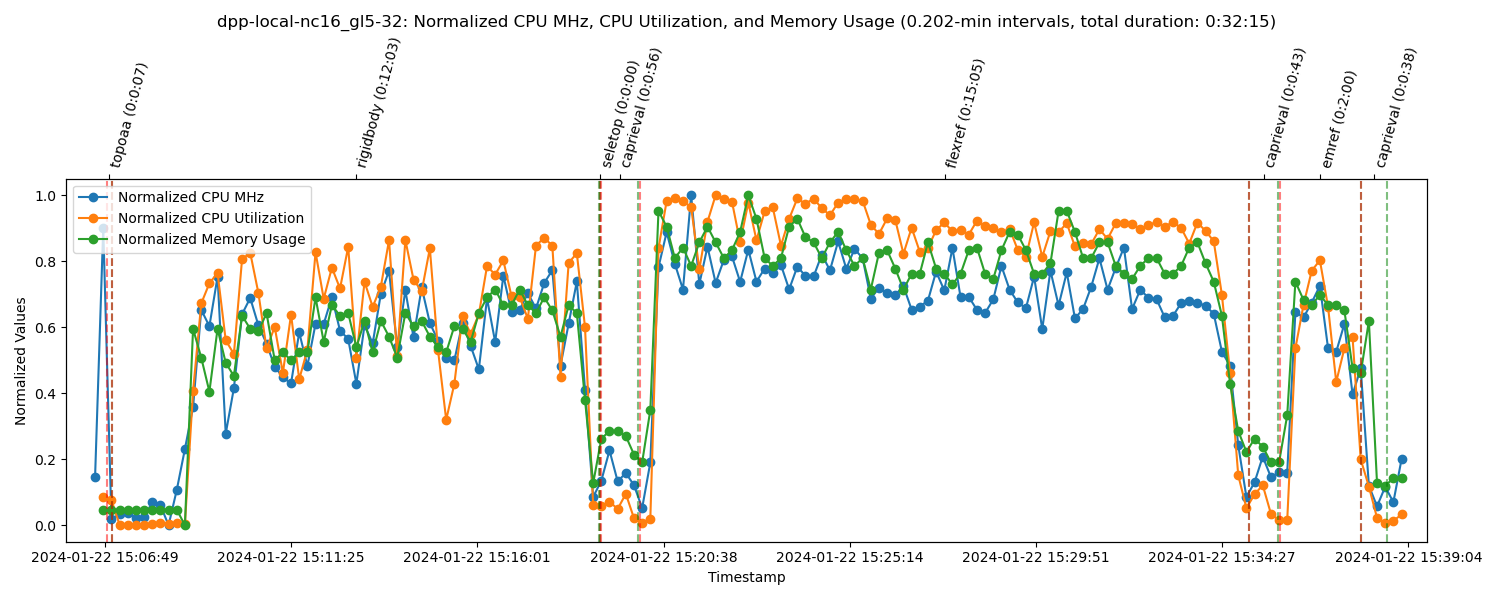 dpp-local-nc16_gl5-32: Normalized CPU MHz, CPU Utilization, and Memory Usage (0.202-min intervals, total duration: 0:32:15)
topoaa (0:0:07)
rigidbody (0:12:03)
seletop (0:0:00)
caprieval (0:0:56)
flexref (0:15:05)
caprieval (0:0:43)
emref (0:2:00)
caprieval (0:0:38)
Normalized CPU MHz
Normalized CPU Utilization
Normalized Memory Usage
Normalized Values
1.0
0.8
0.6
0.4
0.2
0.0
2024-01-22 15:06:49
2024-01-22 15:11:25
2024-01-22 15:16:01
2024-01-22 15:20:38
2024-01-22 15:25:14
2024-01-22 15:29:51
2024-01-22 15:34:27
2024-01-22 15:39:04
Timestamp